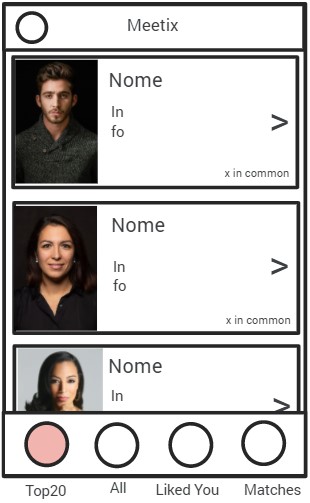 Meetix
Nome
In
fo
>
x in common
Nome
In
fo
>
x in common
Nome
In
>
Top20
All
Liked You
Matches